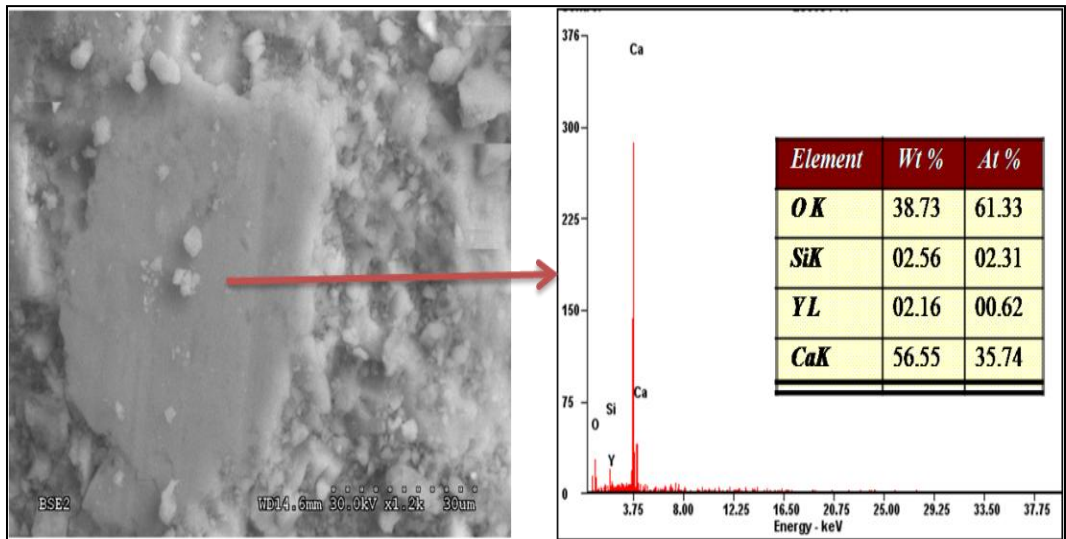 BSE2 WD14.6mm 30.0kV x1.2k 30um
376
300
225
150
75
0
Ca
Ca
Si
O
Y
3.75 8.00 12.25 16.50 20.75 25.00 29.25 33.50 37.75
Energy - keV
Element Wt % At %
O K 38.73 61.33
SiK 02.56 02.31
Y L 02.16 00.62
CaK 56.55 35.74